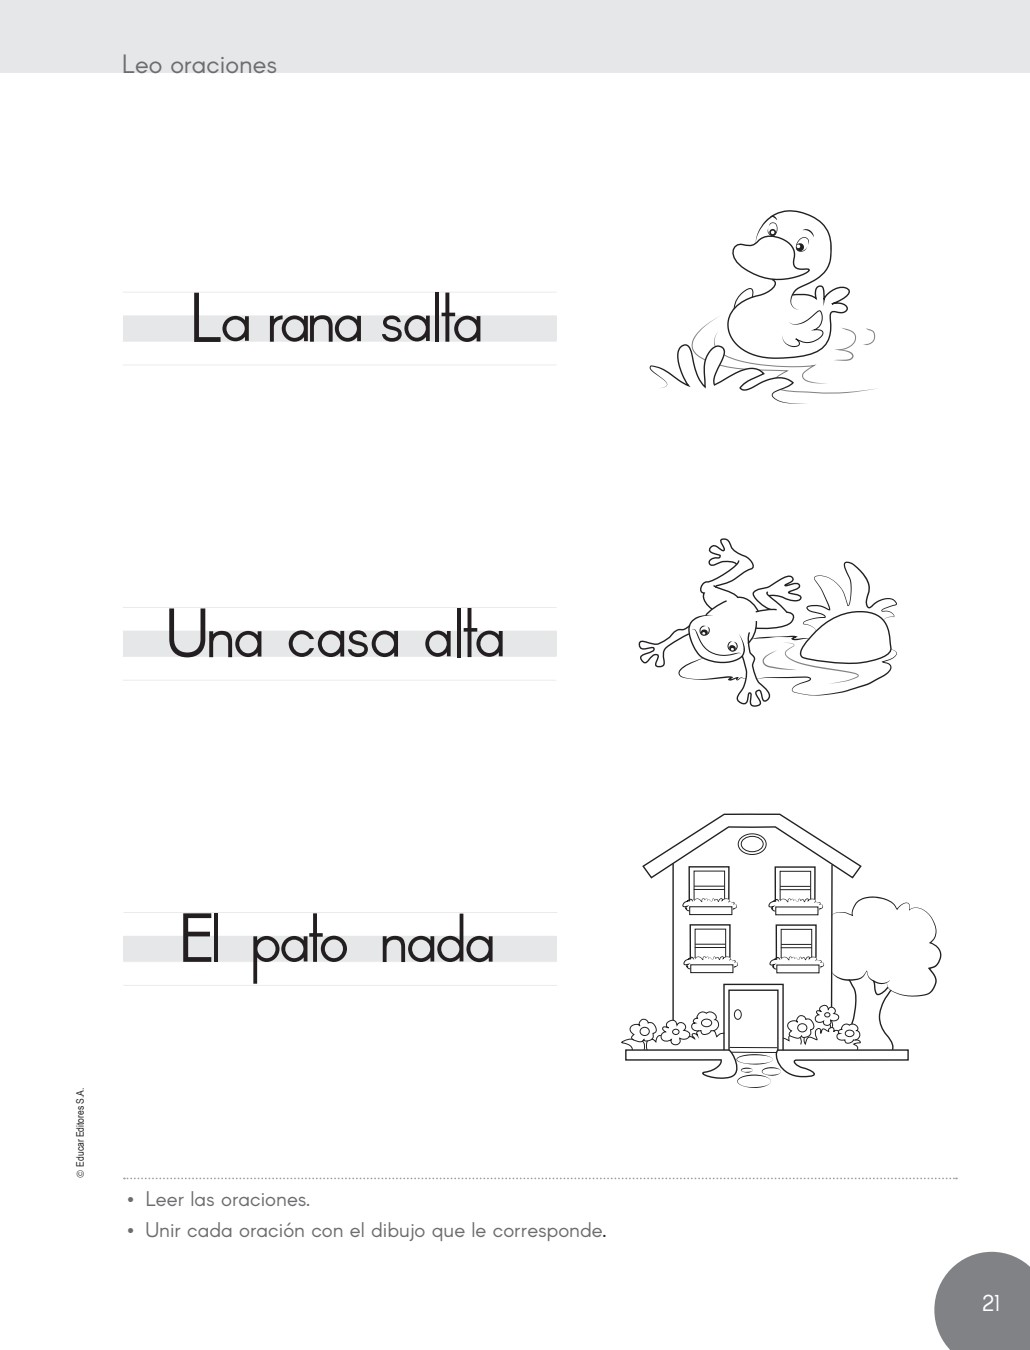 Leo oraciones
La rana salta
Una casa alta
El pato nada
© Educar Editores S.A.
• Leer las oraciones.
• Unir cada oración con el dibujo que le corresponde.
21